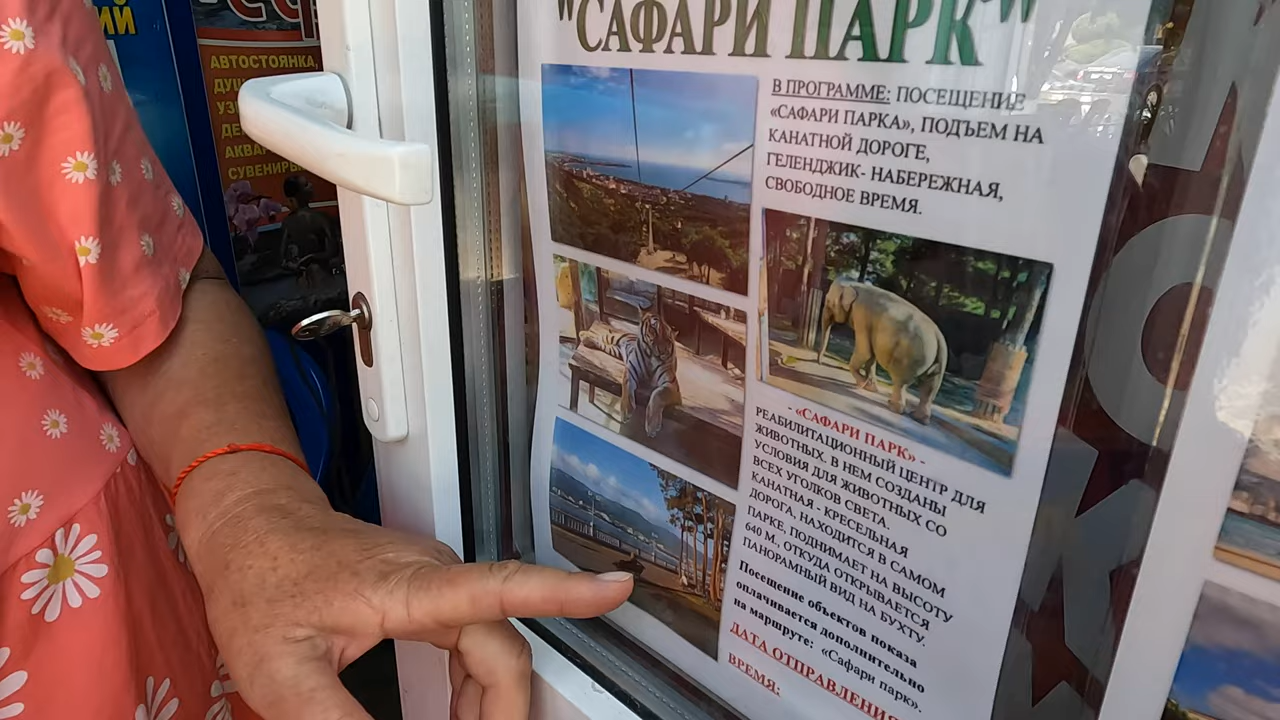 "САФАРИ ПАРК"
В ПРОГРАММЕ: ПОСЕЩЕНИЕ
«САФАРИ ПАРКА», ПОДЪЕМ НА
КАНАТНОЙ ДОРОГЕ,
ГЕЛЕНДЖИК- НАБЕРЕЖНАЯ,
СВОБОДНОЕ ВРЕМЯ.
- «САФАРИ ПАРК» -
РЕАБИЛИТАЦИОННЫЙ ЦЕНТР ДЛЯ
ЖИВОТНЫХ. В НЕМ СОЗДАНЫ
УСЛОВИЯ ДЛЯ ЖИВОТНЫХ СО
ВСЕХ УГОЛКОВ СВЕТА.
КАНАТНАЯ - КРЕСЕЛЬНАЯ
ДОРОГА, НАХОДИТСЯ В САМОМ
ПАРКЕ, ПОДНИМАЕТ НА ВЫСОТУ
640 М, ОТКУДА ОТКРЫВАЕТСЯ
ПАНОРАМНЫЙ ВИД НА БУХТУ.
Посещение объектов показа
оплачивается дополнительно
на маршруте: «Сафари парк».
ДАТА ОТПРАВЛЕНИЯ
ВРЕМЯ:
АВТОСТОЯНКА,
СУВЕНИРЫ